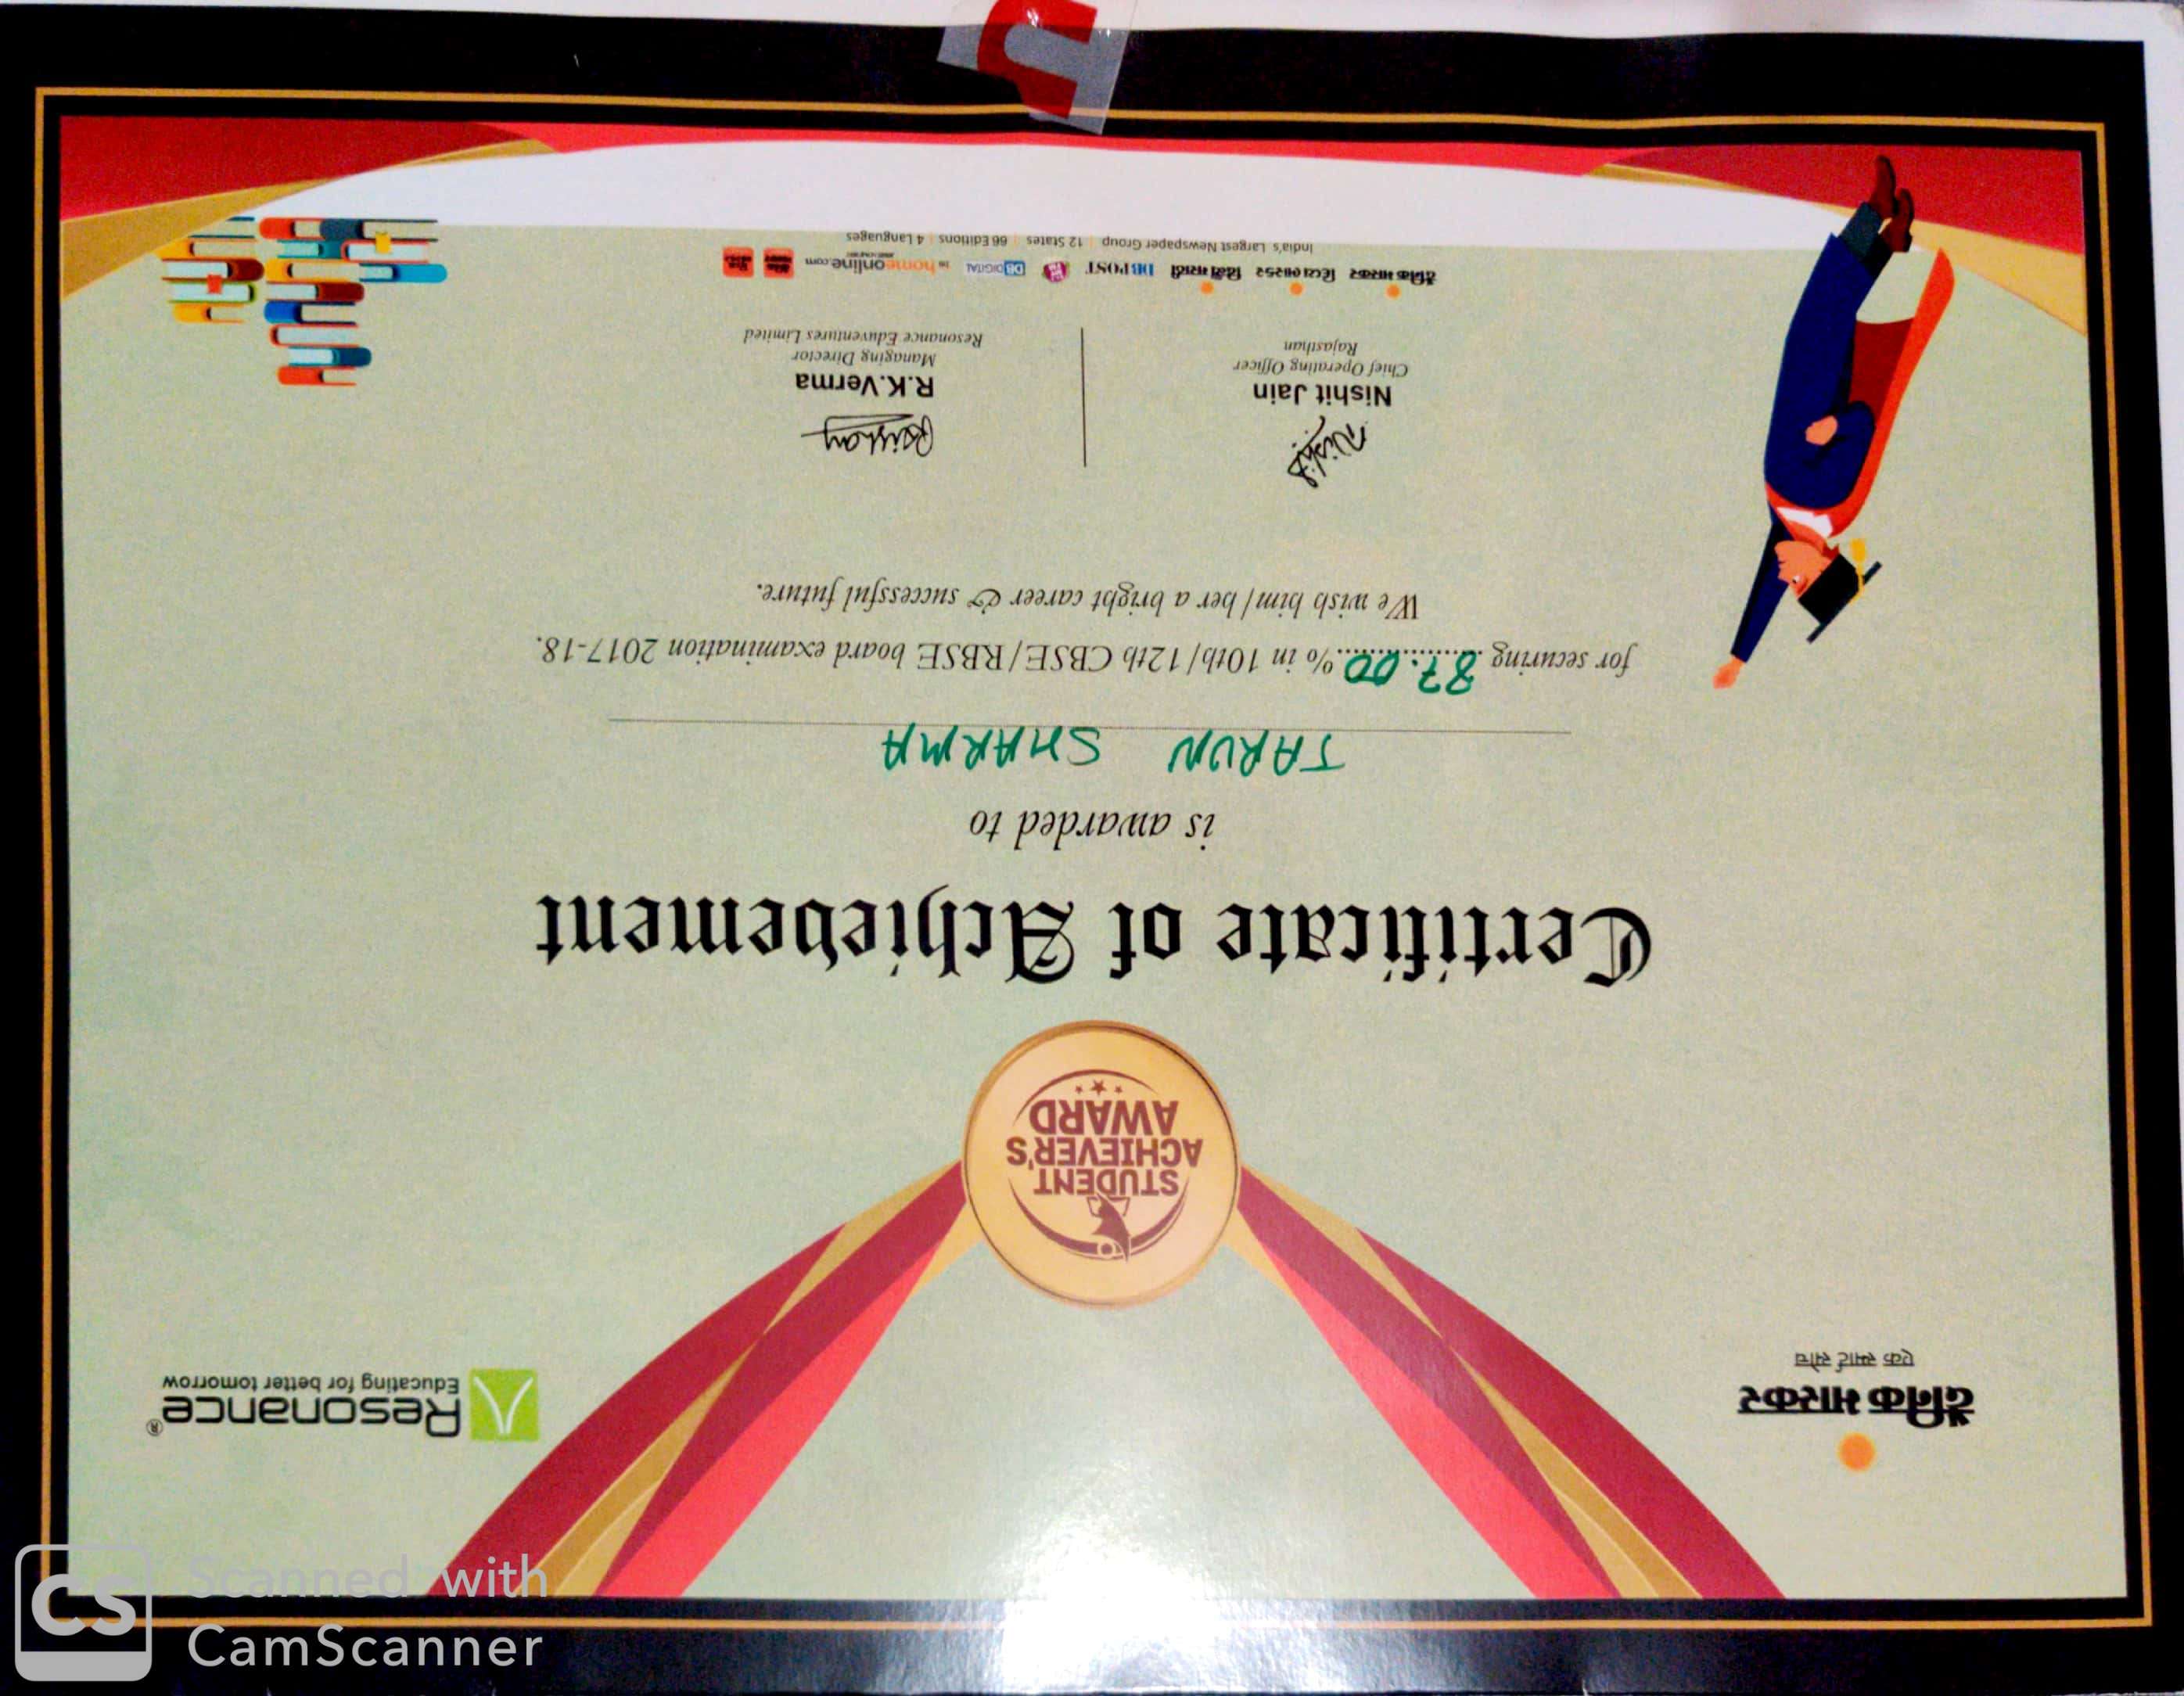 दैनिक भास्कर
एक स्मार्ट सोच
Resonance®
Educating for better tomorrow
STUDENT
ACHIEVER'S
AWARD
Certificate of Achievement
is awarded to
TARUN SHARMA
for securing 87.00% in 10th/12th CBSE/RBSE board examination 2017-18.
We wish him/her a bright career & successful future.
Nishit Jain
Chief Operating Officer
Rajasthan
R.K.Verma
Managing Director
Resonance Eduventures Limited
दैनिक भास्कर दिव्य भास्कर दिव्य मराठी DB POST MY FM DB DIGITAL homeonline.com
India's Largest Newspaper Group | 12 States | 66 Editions | 4 Languages
CS Scanned with
CamScanner